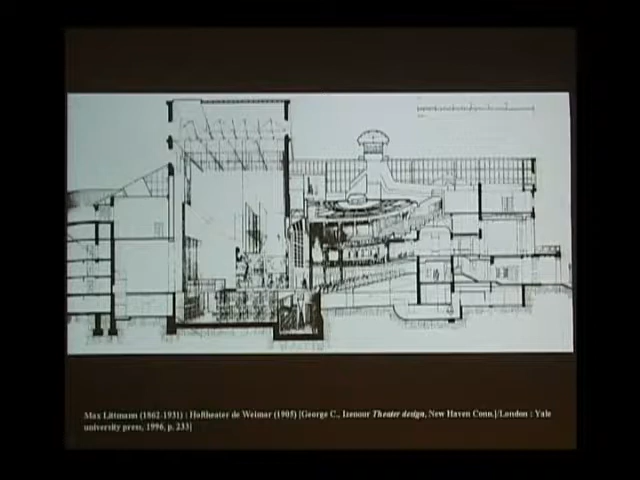 Max Littmann (1862-1931) : Hoftheater de Weimar (1905) [George C., Izenour Theater design, New Haven Conn.]/London : Yale
university press, 1996, p. 233]